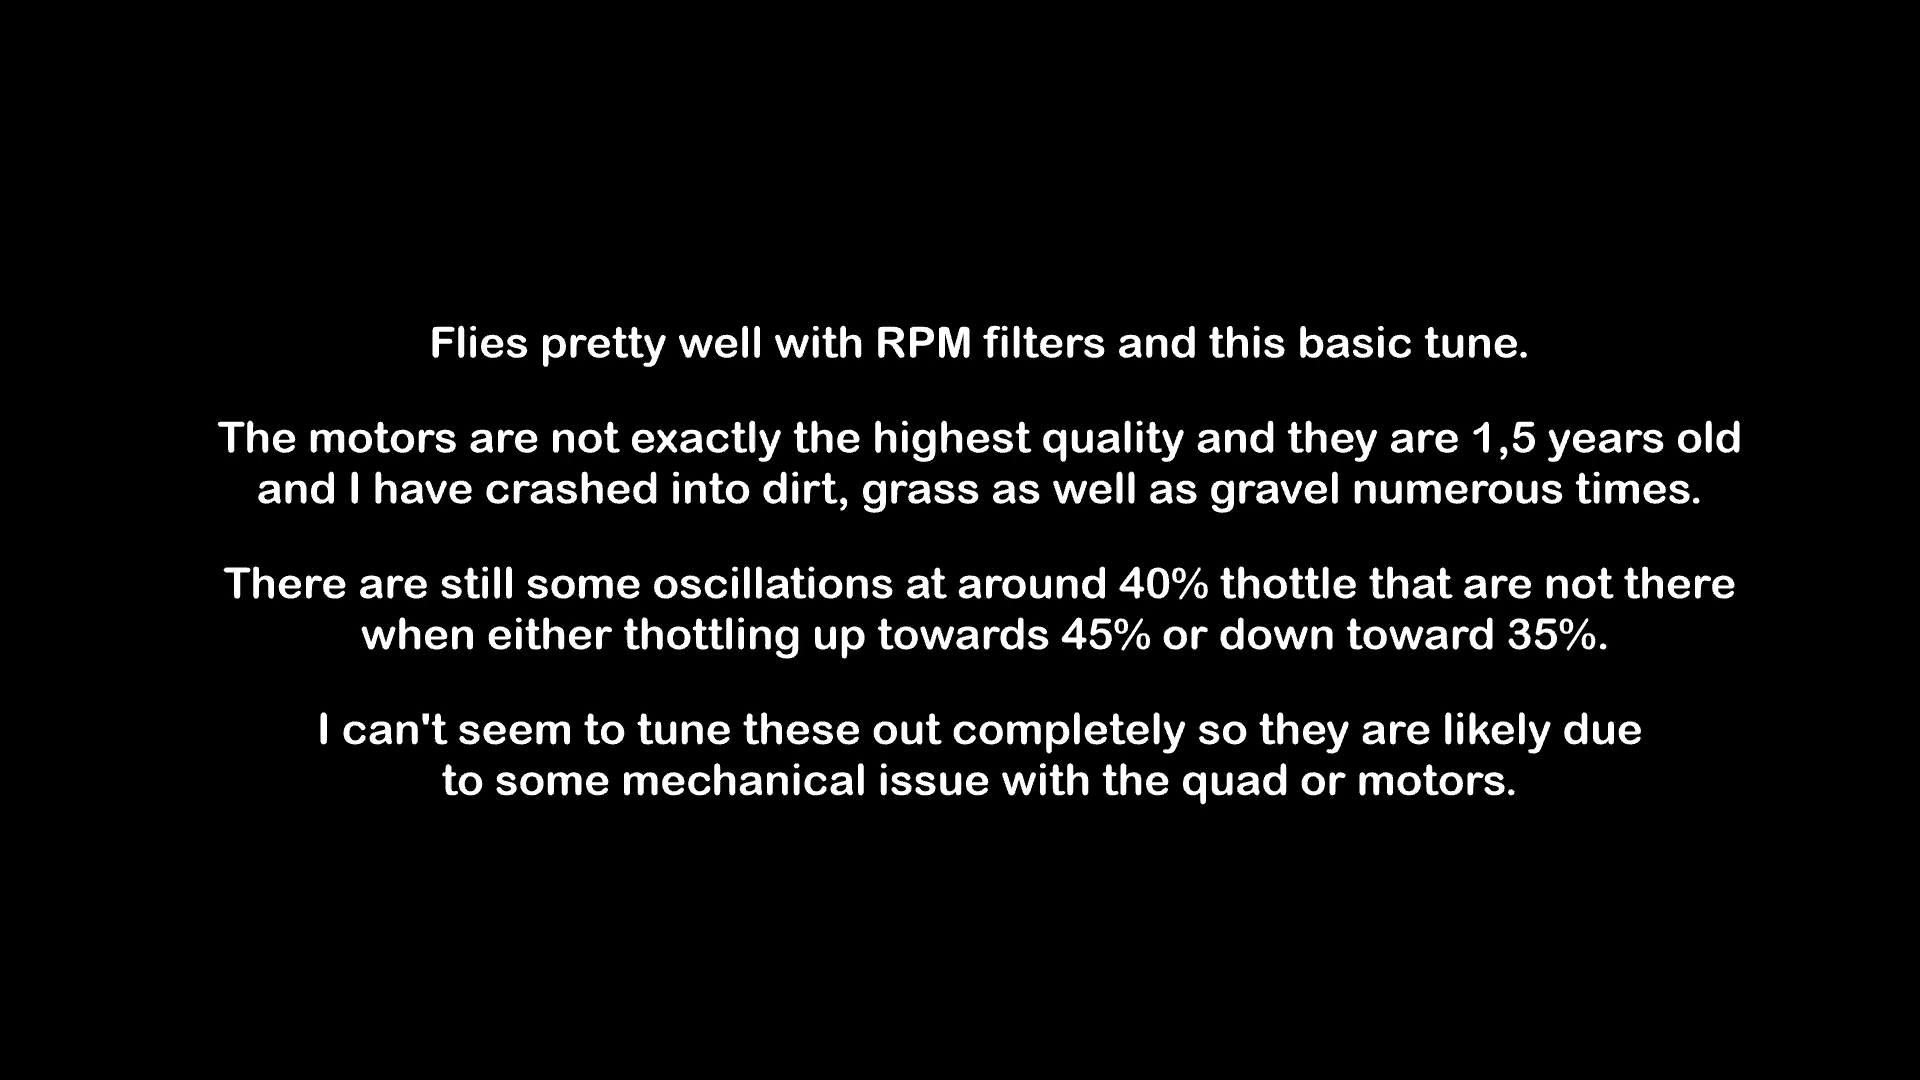 Flies pretty well with RPM filters and this basic tune.
The motors are not exactly the highest quality and they are 1,5 years old
and I have crashed into dirt, grass as well as gravel numerous times.
There are still some oscillations at around 40% thottle that are not there
when either thottling up towards 45% or down toward 35%.
I can't seem to tune these out completely so they are likely due
to some mechanical issue with the quad or motors.